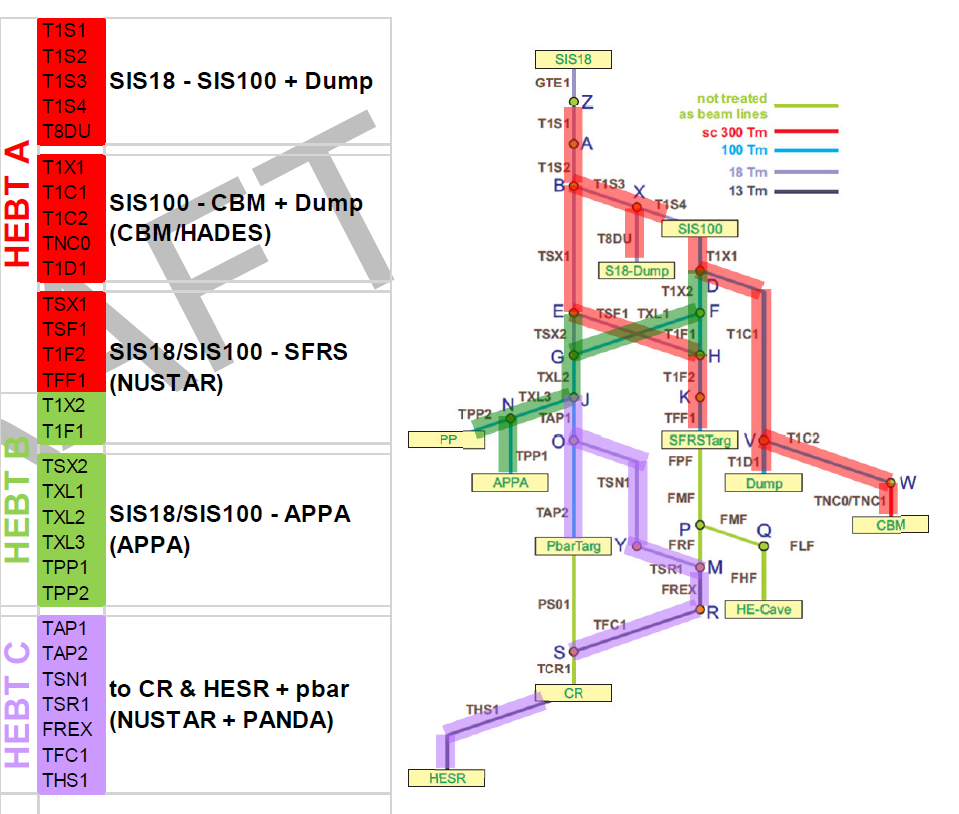 HEBT A
T1S1
T1S2
T1S3
T1S4
T8DU
SIS18 - SIS100 + Dump
T1X1
T1C1
T1C2
TNC0
T1D1
SIS100 - CBM + Dump
(CBM/HADES)
TSX1
TSF1
T1F2
TFF1
SIS18/SIS100 - SFRS
(NUSTAR)
HEBT B
T1X2
T1F1
TSX2
TXL1
TXL2
TXL3
TPP1
TPP2
SIS18/SIS100 - APPA
(APPA)
HEBT C
TAP1
TAP2
TSN1
TSR1
FREX
TFC1
THS1
to CR & HESR + pbar
(NUSTAR + PANDA)
AFT
SIS18
GTE1
Z
not treated
as beam lines
sc 300 Tm
100 Tm
18 Tm
13 Tm
T1S1
A
T1S2
B
T1S3
X
T1S4
SIS100
T8DU
S18-Dump
TSX1
T1X1
D
T1X2
E
TSF1
TXL1
F
TSX2
T1F1
T1C1
G
H
TXL2
T1F2
TXL3
J
K
N
TPP2
TAP1
TFF1
PP
O
SFRSTarg
V
T1C2
TPP1
FPF
T1D1
APPA
TSN1
Dump
W
FMF
TNC0/TNC1
TAP2
CBM
P
FMF
Q
PbarTarg
Y
FRF
FLF
TSR1
M
FREX
FHF
PS01
R
HE-Cave
TFC1
S
TCR1
CR
THS1
HESR